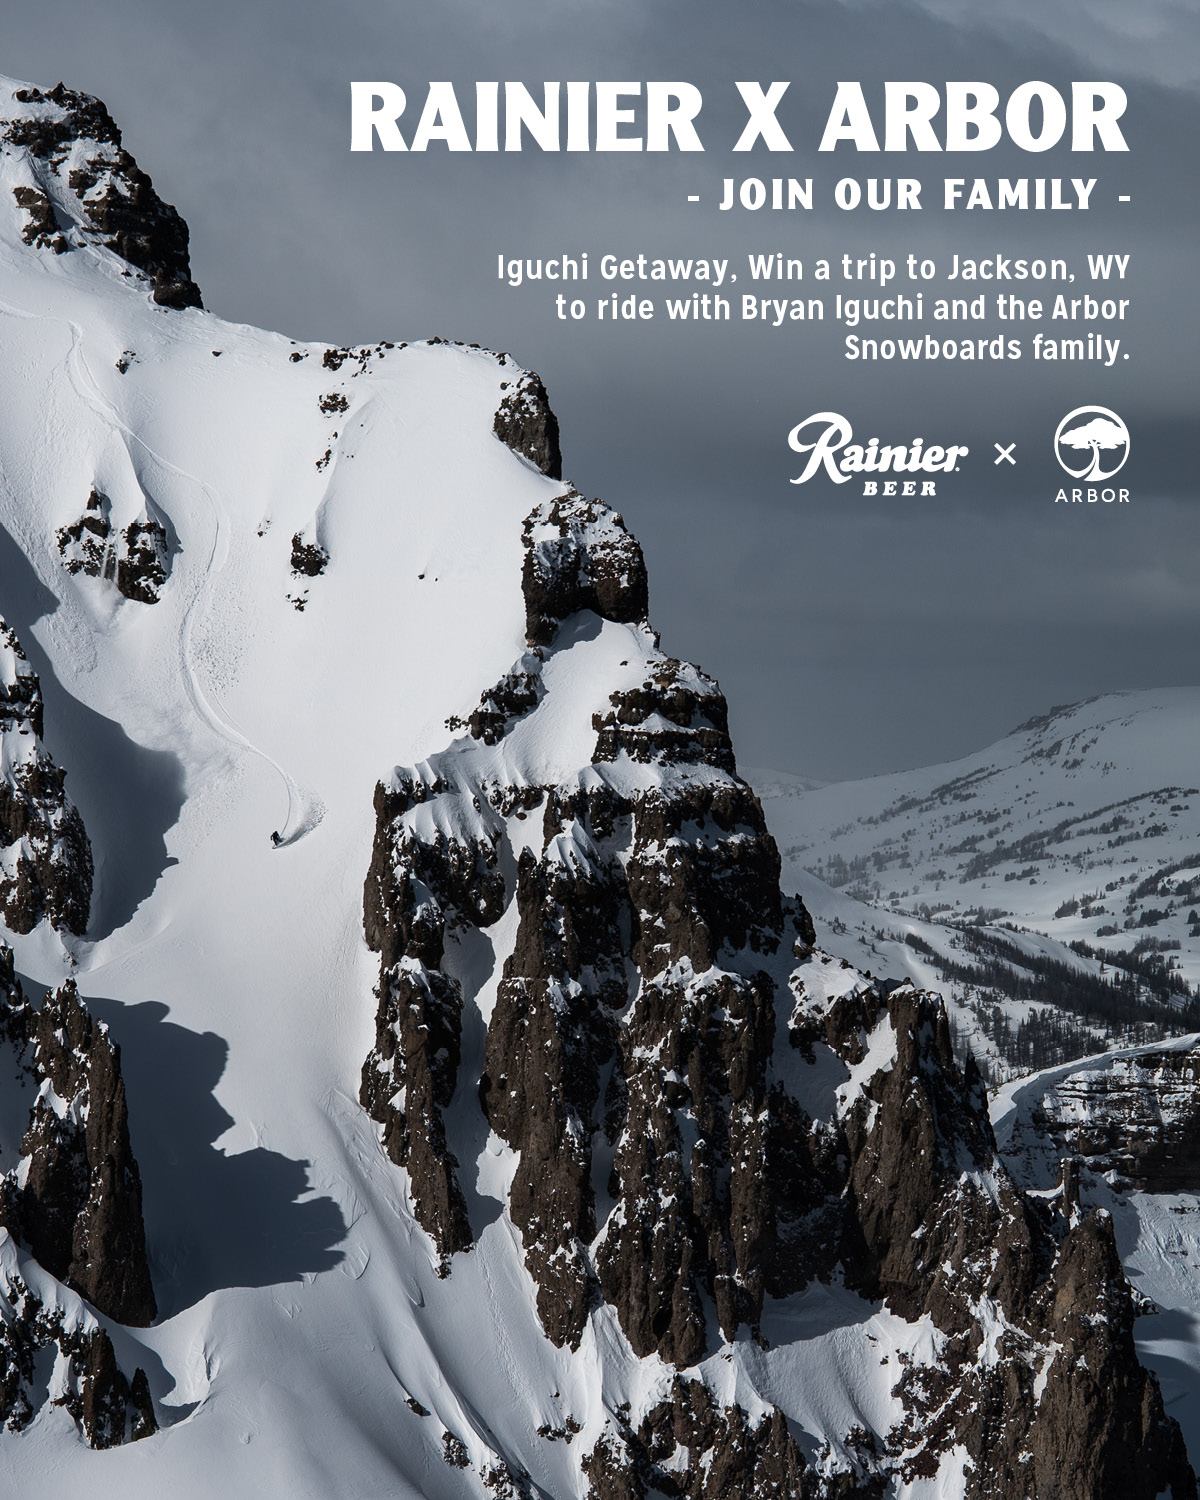 RAINIER X ARBOR
- JOIN OUR FAMILY -
Iguchi Getaway, Win a trip to Jackson, WY
to ride with Bryan Iguchi and the Arbor
Snowboards family.
Rainier × ARBOR
BEER